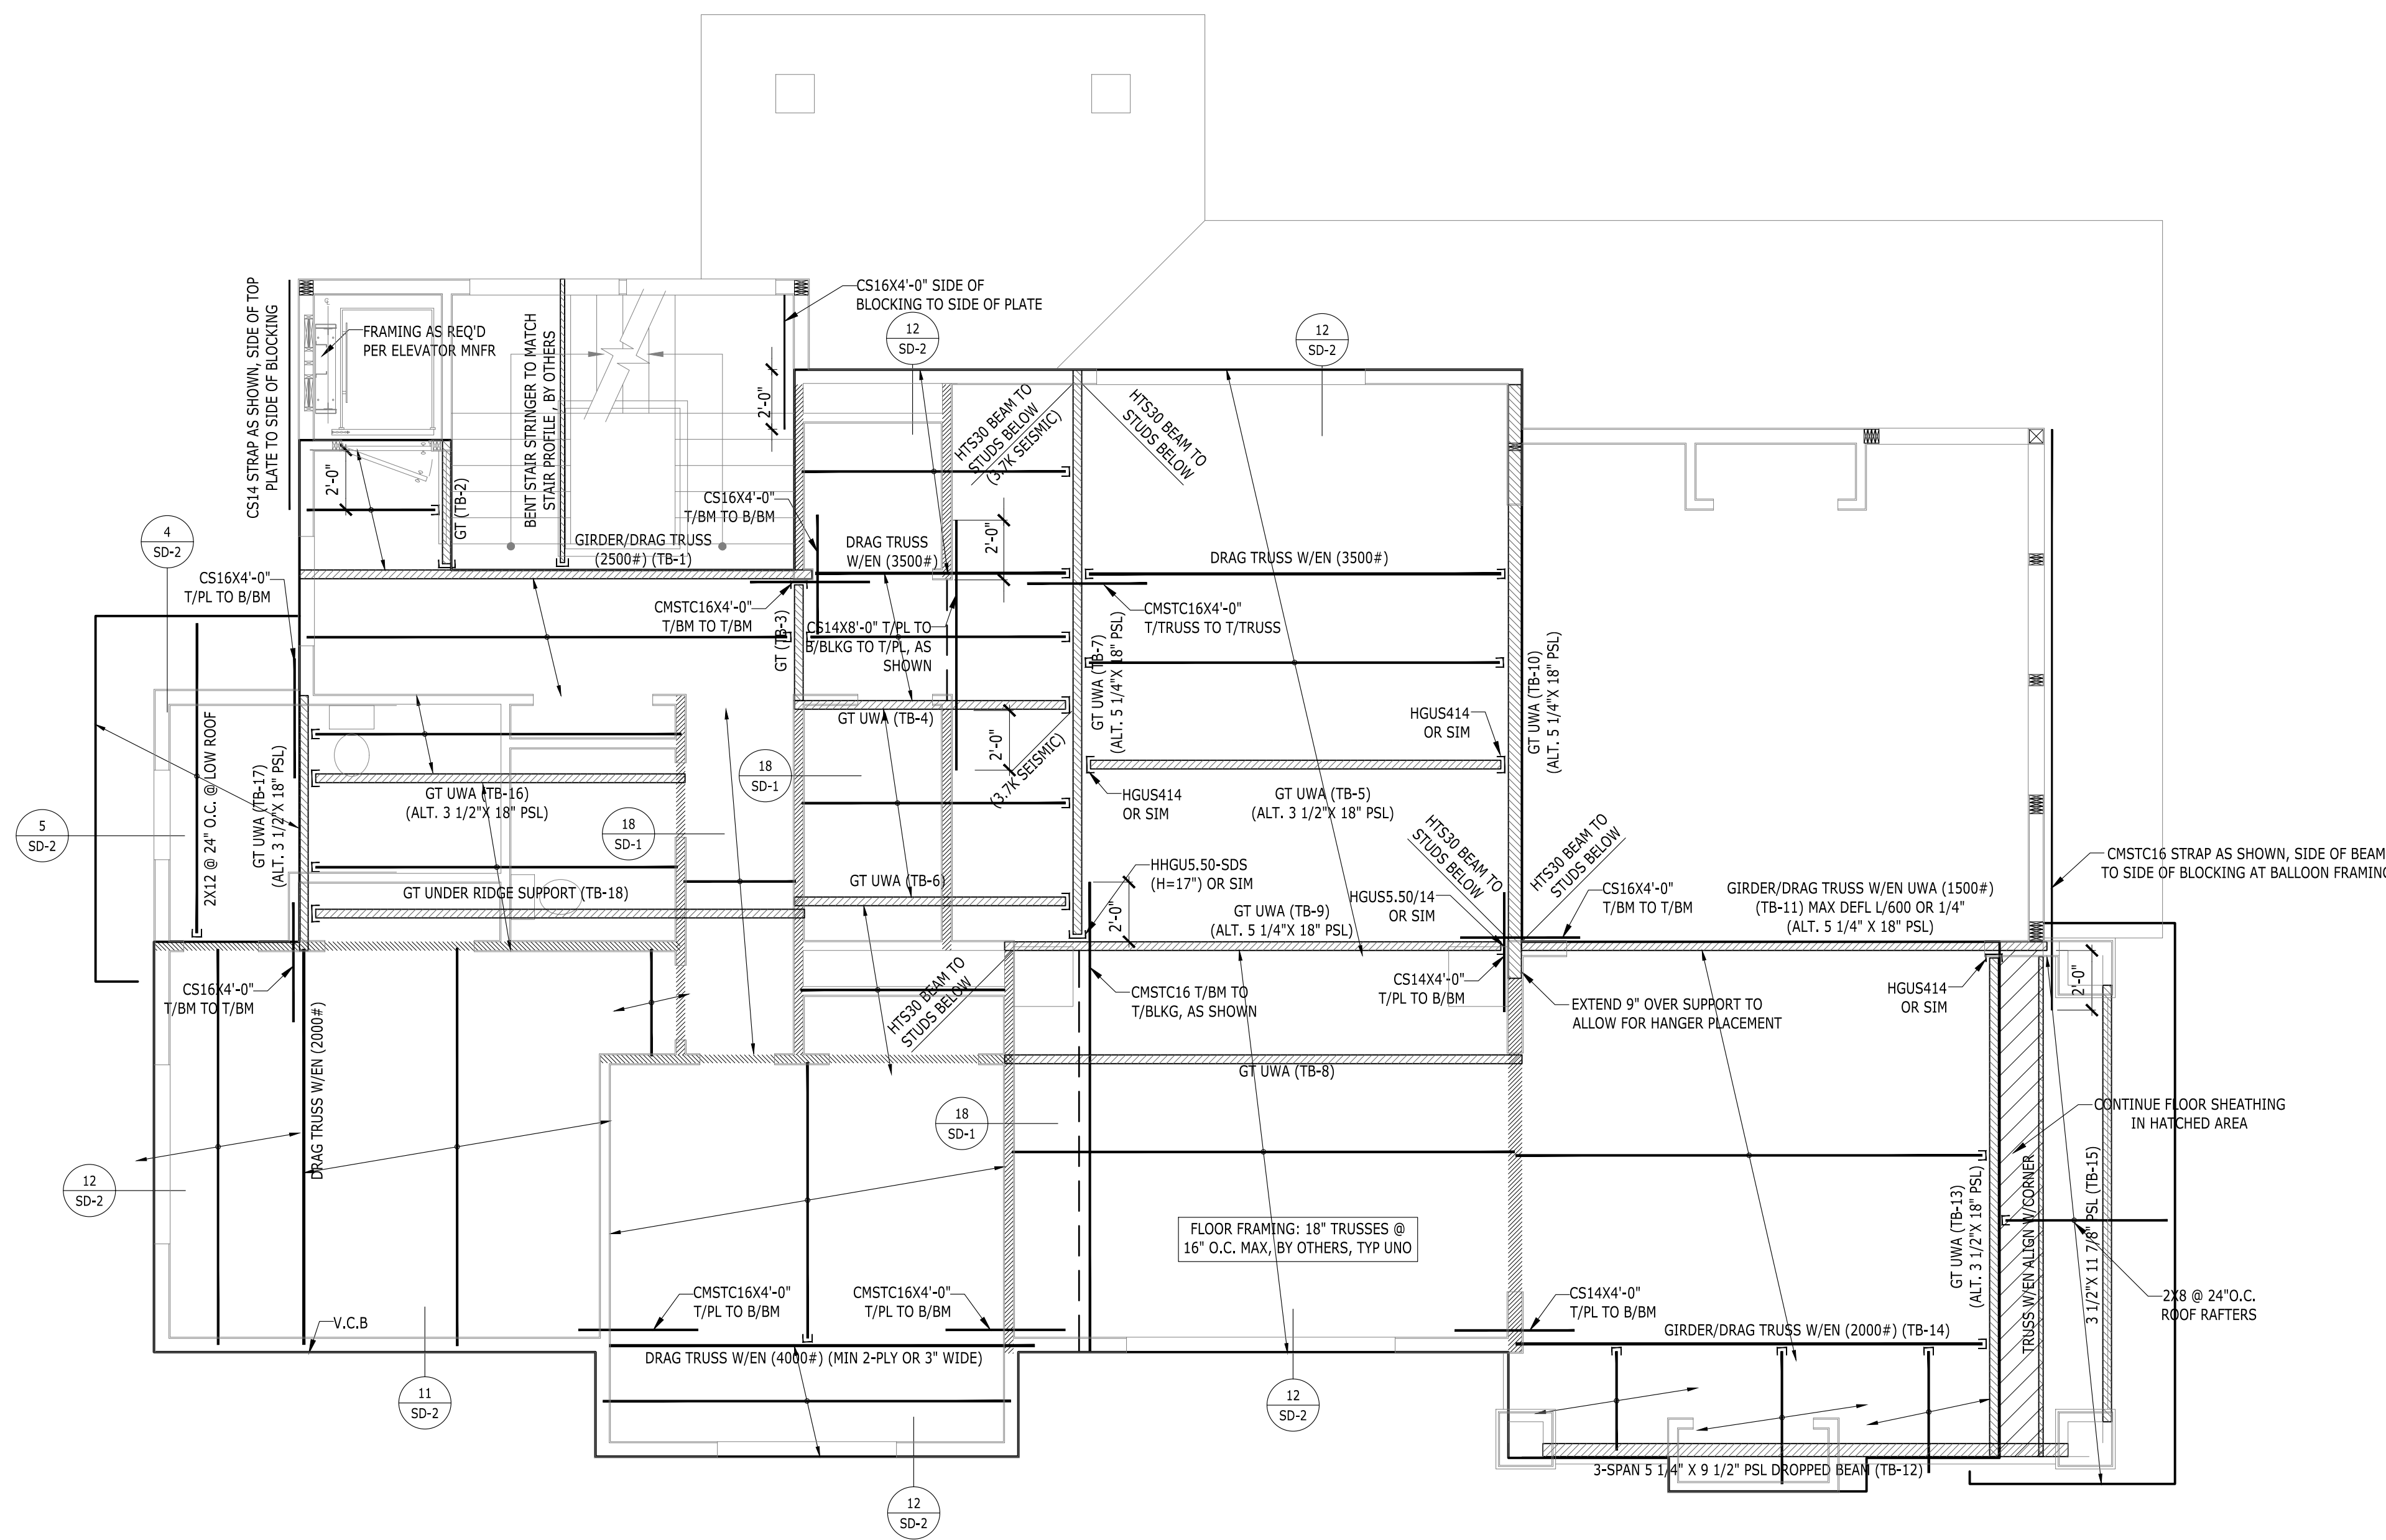 CS14 STRAP AS SHOWN, SIDE OF TOP
PLATE TO SIDE OF BLOCKING
FRAMING AS REQ'D
PER ELEVATOR MNFR
BENT STAIR STRINGER TO MATCH
STAIR PROFILE , BY OTHERS
CS16X4'-0" SIDE OF
BLOCKING TO SIDE OF PLATE
12
SD-2
12
SD-2
2'-0"
2'-0"
GT (TB-2)
HTS30 BEAM TO
STUDS BELOW
(3.7K SEISMIC)
HTS30 BEAM TO
STUDS BELOW
CS16X4'-0"
T/BM TO B/BM
4
SD-2
GIRDER/DRAG TRUSS
(2500#) (TB-1)
DRAG TRUSS
W/EN (3500#)
2'-0"
DRAG TRUSS W/EN (3500#)
CS16X4'-0"
T/PL TO B/BM
CMSTC16X4'-0"
T/BM TO T/BM
GT (TB-3)
CS14X8'-0" T/PL TO
B/BLKG TO T/PL, AS
SHOWN
CMSTC16X4'-0"
T/TRUSS TO T/TRUSS
GT UWA (TB-7)
(ALT. 5 1/4"X 18" PSL)
GT UWA (TB-10)
(ALT. 5 1/4"X 18" PSL)
2X12 @ 24" O.C. @ LOW ROOF
GT UWA (TB-17)
(ALT. 3 1/2"X 18" PSL)
GT UWA (TB-4)
HGUS414
OR SIM
18
SD-1
2'-0"
(3.7K SEISMIC)
GT UWA (TB-16)
(ALT. 3 1/2"X 18" PSL)
HGUS414
OR SIM
GT UWA (TB-5)
(ALT. 3 1/2"X 18" PSL)
5
SD-2
18
SD-1
HTS30 BEAM TO
STUDS BELOW
HTS30 BEAM TO
STUDS BELOW
CMSTC16 STRAP AS SHOWN, SIDE OF BEAM
TO SIDE OF BLOCKING AT BALLOON FRAMING
GT UNDER RIDGE SUPPORT (TB-18)
GT UWA (TB-6)
HHGU5.50-SDS
(H=17") OR SIM
2'-0"
GT UWA (TB-9)
(ALT. 5 1/4"X 18" PSL)
HGUS5.50/14
OR SIM
CS16X4'-0"
T/BM TO T/BM
GIRDER/DRAG TRUSS W/EN UWA (1500#)
(TB-11) MAX DEFL L/600 OR 1/4"
(ALT. 5 1/4" X 18" PSL)
CS16X4'-0"
T/BM TO T/BM
HTS30 BEAM TO
STUDS BELOW
CMSTC16 T/BM TO
T/BLKG, AS SHOWN
CS14X4'-0"
T/PL TO B/BM
EXTEND 9" OVER SUPPORT TO
ALLOW FOR HANGER PLACEMENT
HGUS414
OR SIM
2'-0"
DRAG TRUSS W/EN (2000#)
GT UWA (TB-8)
18
SD-1
CONTINUE FLOOR SHEATHING
IN HATCHED AREA
12
SD-2
FLOOR FRAMING: 18" TRUSSES @
16" O.C. MAX, BY OTHERS, TYP UNO
GT UWA (TB-13)
(ALT. 3 1/2"X 18" PSL)
TRUSS W/EN ALIGN W/CORNER
3 1/2"X 11 7/8" PSL (TB-15)
2X8 @ 24"O.C.
ROOF RAFTERS
V.C.B
CMSTC16X4'-0"
T/PL TO B/BM
CMSTC16X4'-0"
T/PL TO B/BM
CS14X4'-0"
T/PL TO B/BM
GIRDER/DRAG TRUSS W/EN (2000#) (TB-14)
DRAG TRUSS W/EN (4000#) (MIN 2-PLY OR 3" WIDE)
11
SD-2
12
SD-2
3-SPAN 5 1/4" X 9 1/2" PSL DROPPED BEAM (TB-12)
12
SD-2